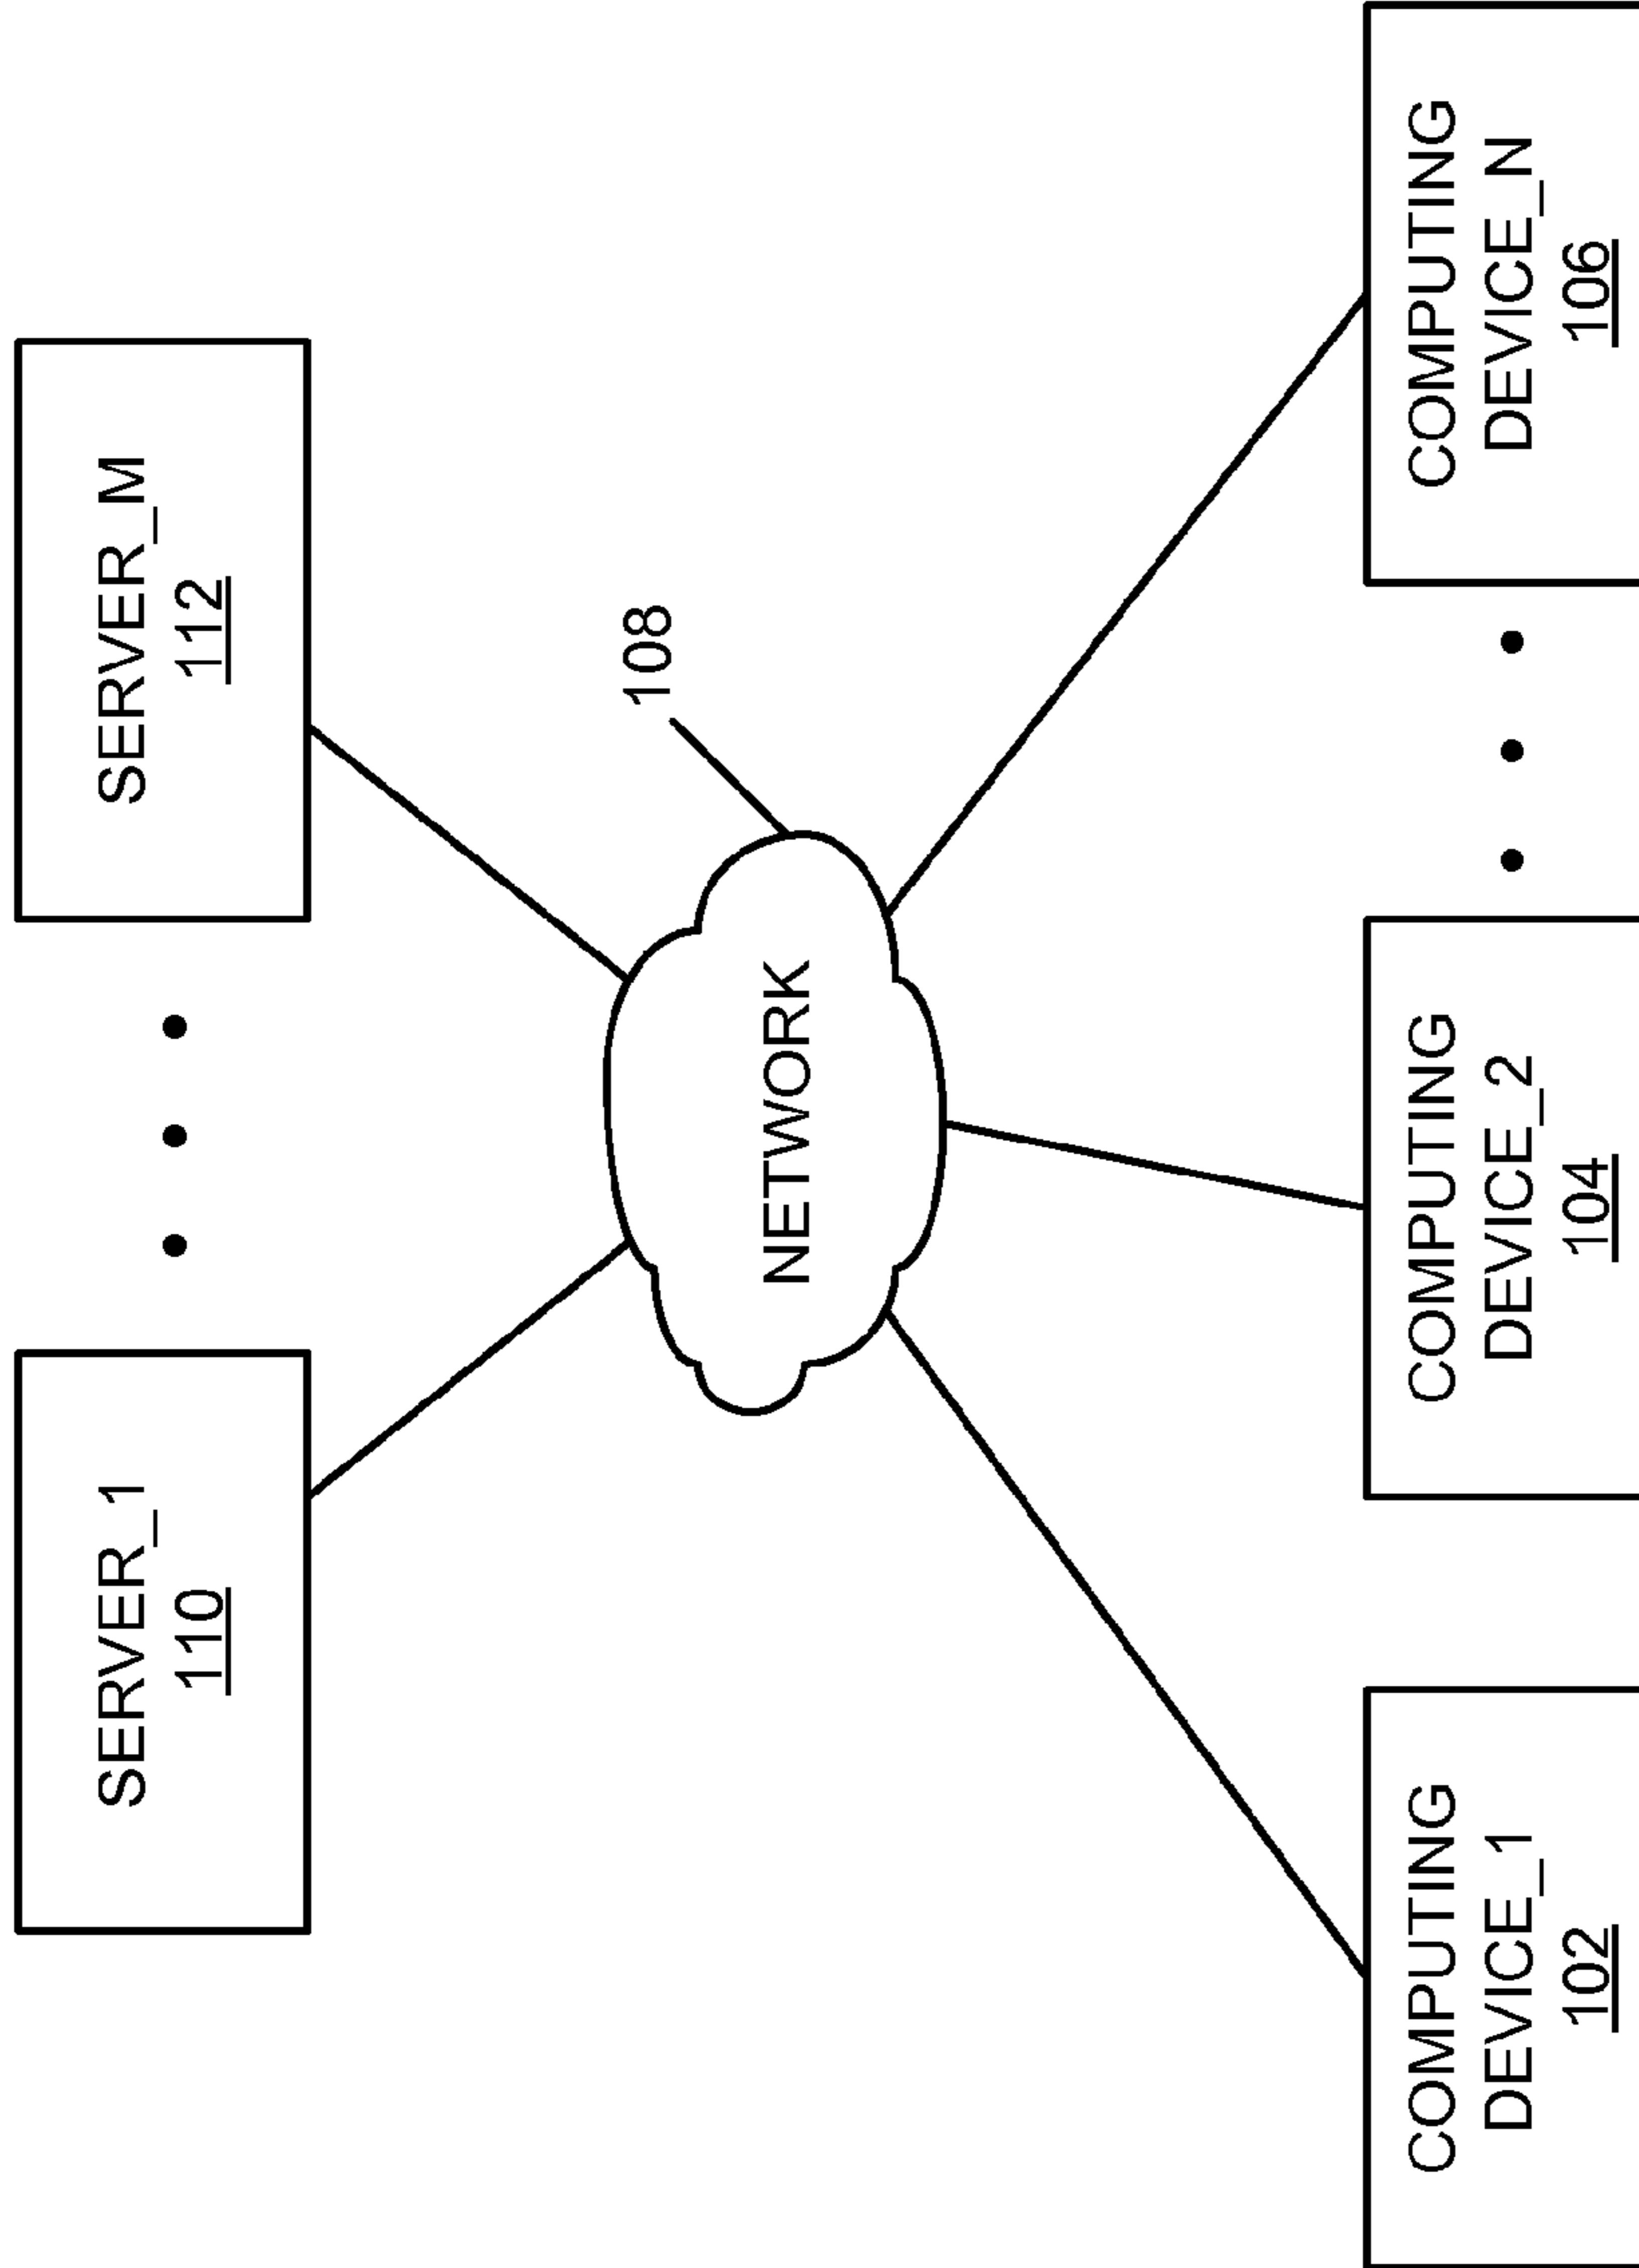 SERVER_1
110
SERVER_M
112
108
NETWORK
COMPUTING
DEVICE_1
102
COMPUTING
DEVICE_2
104
COMPUTING
DEVICE_N
106